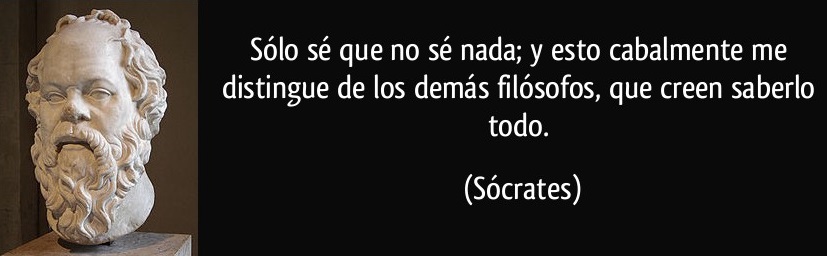 Sólo sé que no sé nada; y esto cabalmente me
distingue de los demás filósofos, que creen saberlo
todo.
(Sócrates)